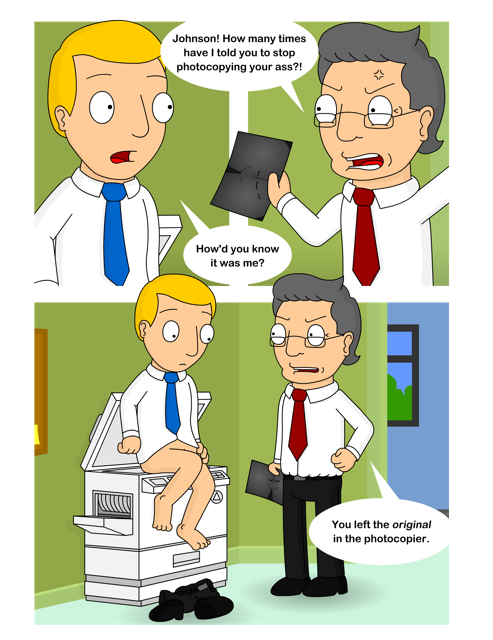 Johnson! How many times
have I told you to stop
photocopying your ass?!
How'd you know
it was me?
You left the original
in the photocopier.